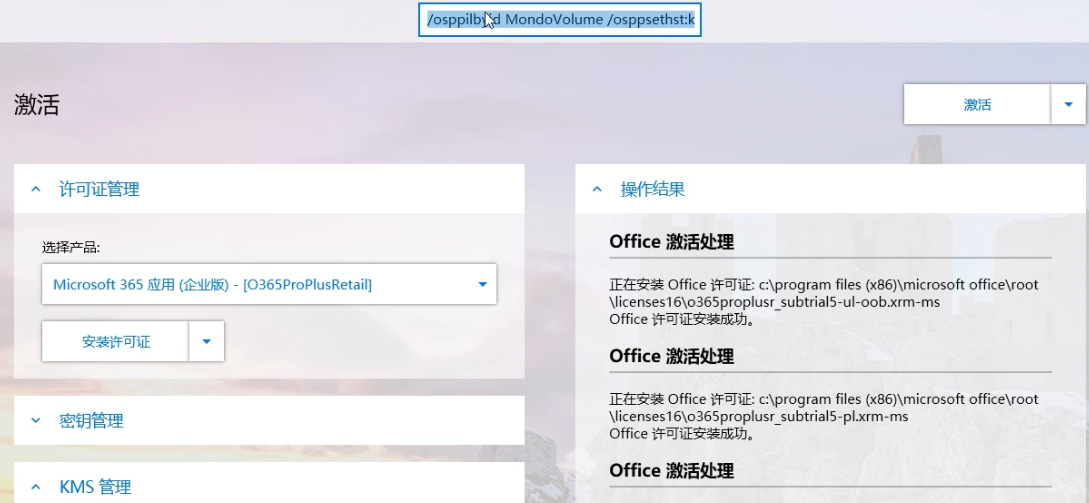 /osppilbyid MondoVolume /osppsethst:k
激活
激活
许可证管理
选择产品:
Microsoft 365 应用 (企业版) - [O365ProPlusRetail]
安装许可证
密钥管理
KMS 管理
操作结果
Office 激活处理
正在安装 Office 许可证: c:\program files (x86)\microsoft office\root
\licenses16\o365proplusr_subtrial5-ul-oob.xrm-ms
Office 许可证安装成功。
Office 激活处理
正在安装 Office 许可证: c:\program files (x86)\microsoft office\root
\licenses16\o365proplusr_subtrial5-pl.xrm-ms
Office 许可证安装成功。
Office 激活处理